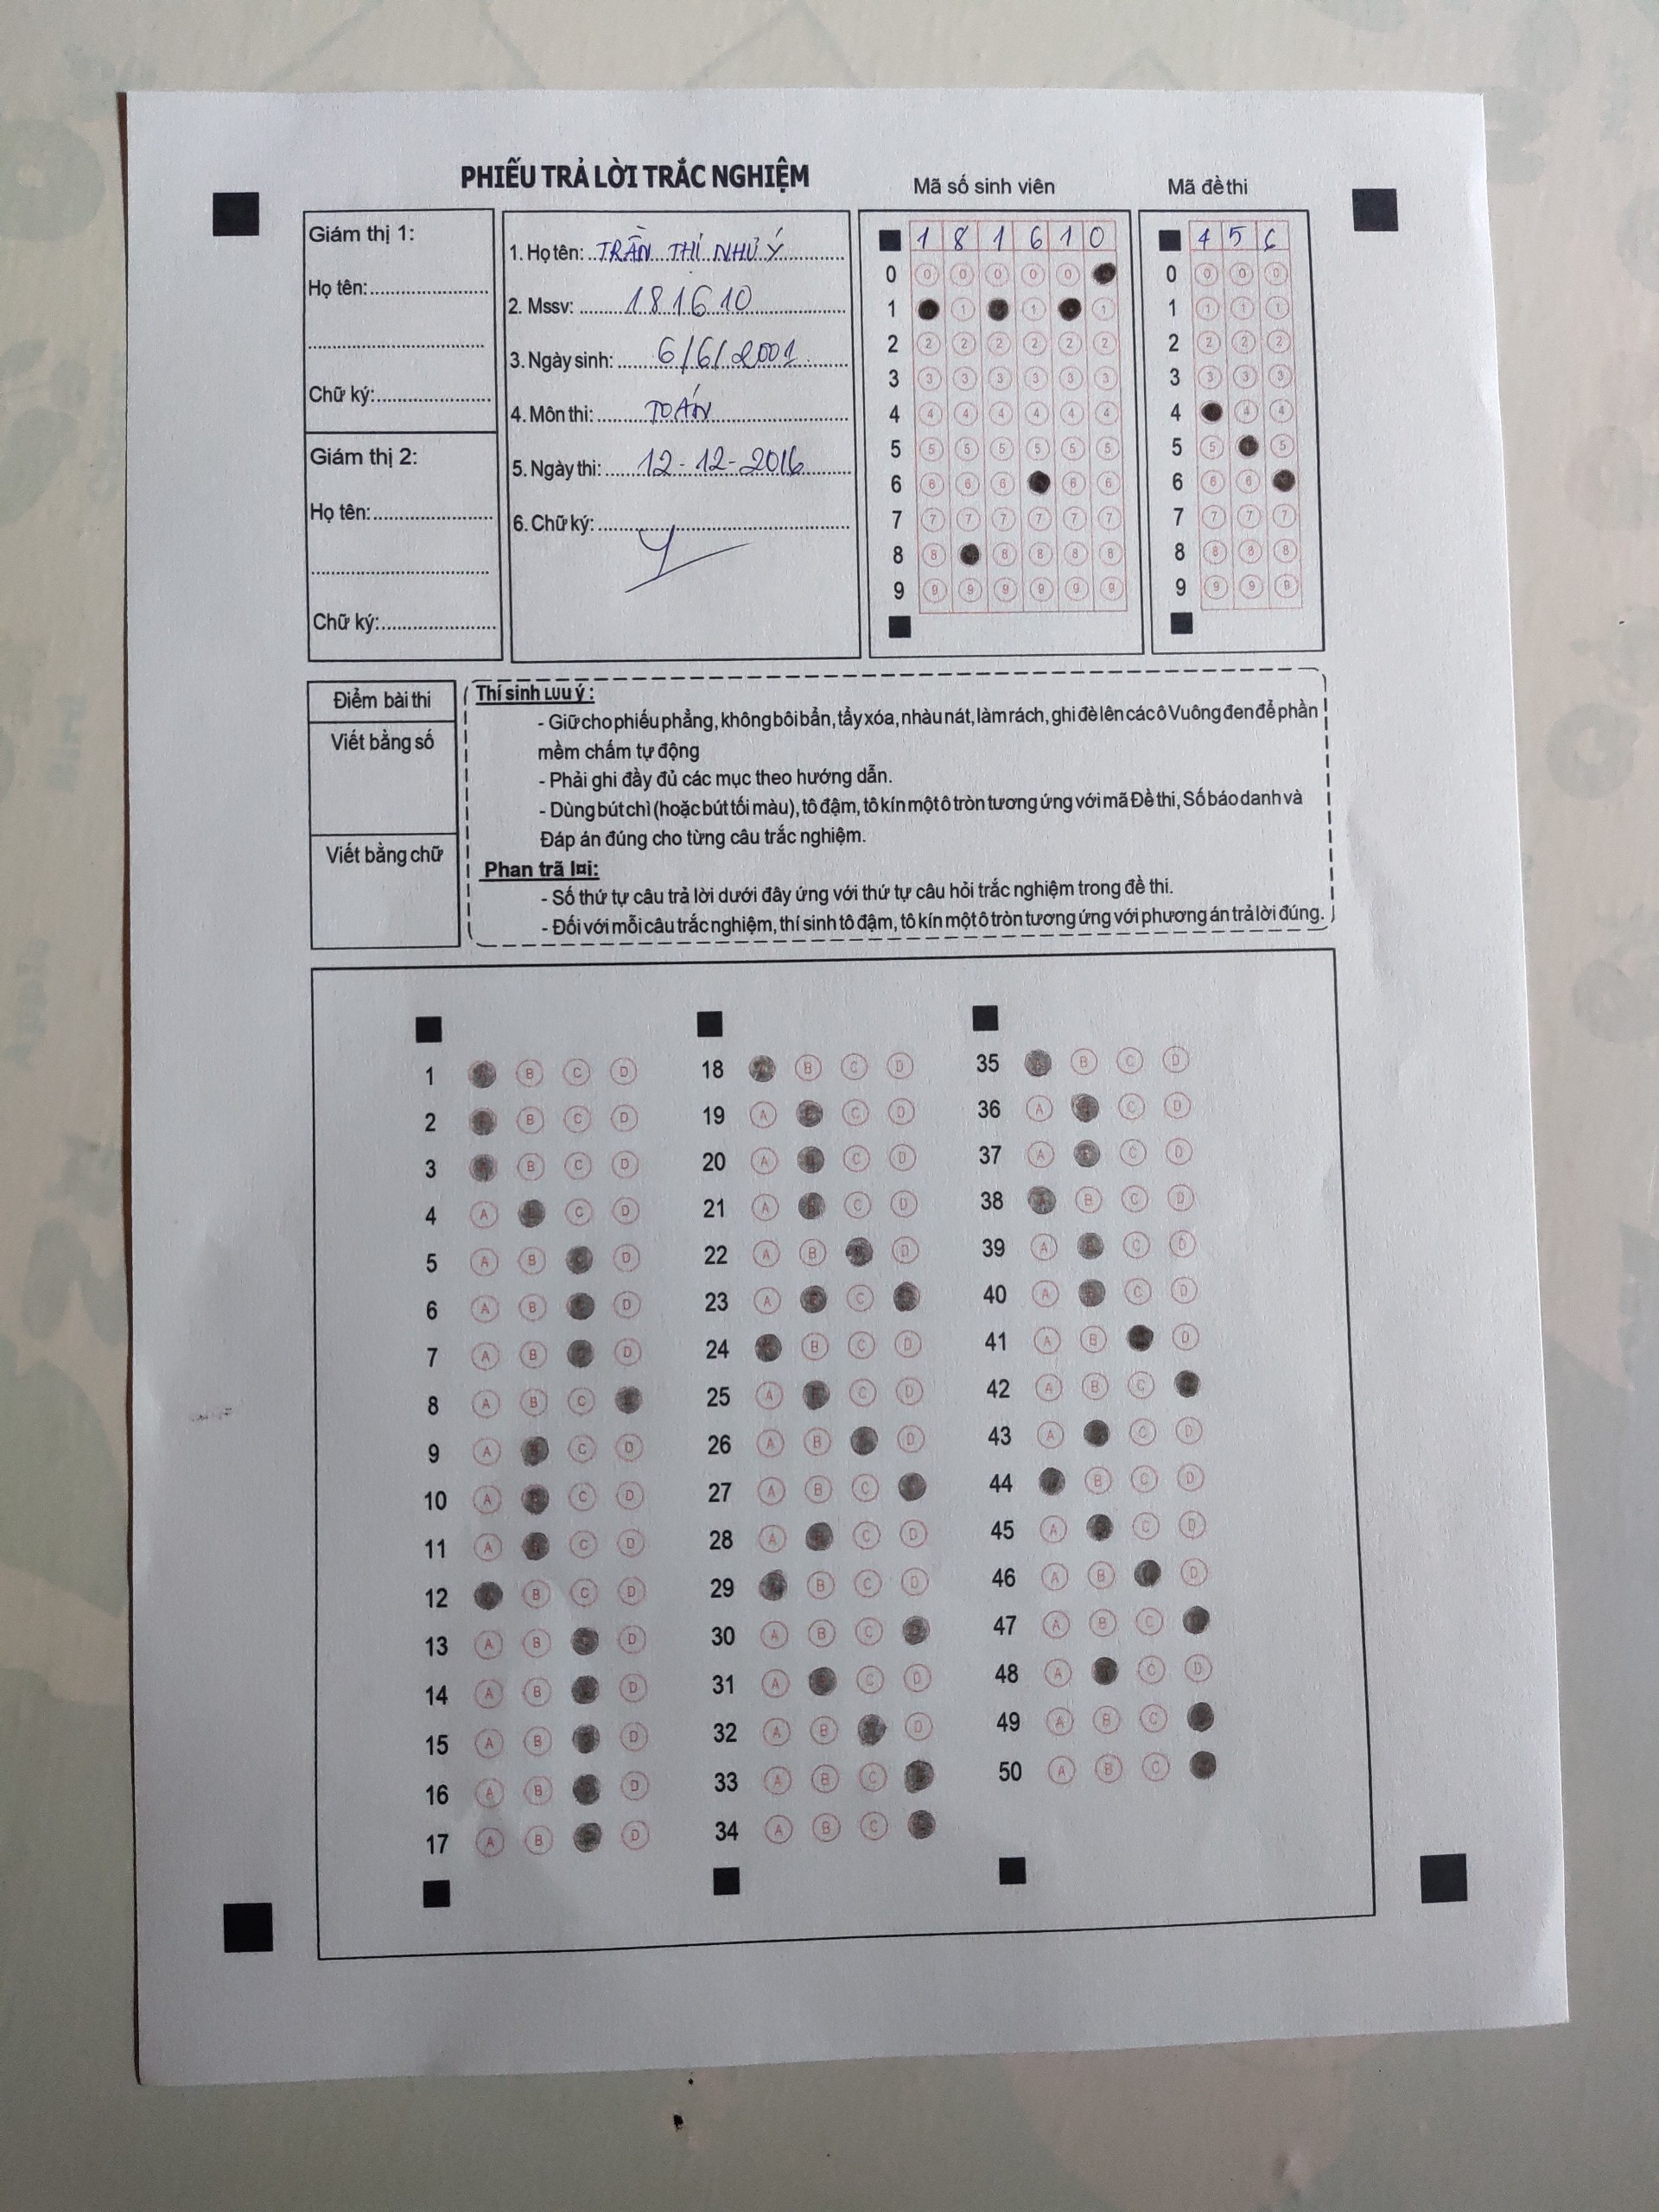 PHIẾU TRẢ LỜI TRẮC NGHIỆM
Mã số sinh viên
Mã đề thi
Giám thị 1:
Họ tên:
Chữ ký:
Giám thị 2:
Họ tên:
Chữ ký:
1. Họ tên: TRẦN THỊ NHƯ Ý
2. Mssv: 181610
3. Ngày sinh: 6/6/2001
4. Môn thi: TOÁN
5. Ngày thi: 12-12-2016
6. Chữ ký:
1 8 1 6 1 0
0 0 0 0 0 0
1 1 1 1
2 2 2 2 2 2 2
3 3 3 3 3 3 3
4 4 4 4 4 4 4
5 5 5 5 5 5 5
6 6 6 6 6 6
7 7 7 7 7 7 7
8 8 8 8 8 8
9 9 9 9 9 9 9
4 5 6
0 0 0 0
1 1 1 1
2 2 2 2
3 3 3 3
4 4 4
5 5 5
6 6 6
7 7 7 7
8 8 8 8
9 9 9 9
Điểm bài thi
Viết bằng số
Viết bằng chữ
Thí sinh Lưu ý :
- Giữ cho phiếu phẳng, không bôi bẩn, tẩy xóa, nhàu nát, làm rách, ghi đè lên các ô Vuông đen để phần
mềm chấm tự động
- Phải ghi đầy đủ các mục theo hướng dẫn.
- Dùng bút chì (hoặc bút tối màu), tô đậm, tô kín một ô tròn tương ứng với mã Đề thi, Số báo danh và
Đáp án đúng cho từng câu trắc nghiệm.
Phan trã l¤i:
- Số thứ tự câu trả lời dưới đây ứng với thứ tự câu hỏi trắc nghiệm trong đề thi.
- Đối với mỗi câu trắc nghiệm, thí sinh tô đậm, tô kín một ô tròn tương ứng với phương án trả lời đúng.
1 B C D
2 B C D
3 B C D
4 A C D
5 A B D
6 A B D
7 A B D
8 A B C
9 A C D
10 A C D
11 A C D
12 B C D
13 A B D
14 A B D
15 A B D
16 A B D
17 A B D
18 B C D
19 A C D
20 A C D
21 A C D
22 A B D
23 A C
24 B C D
25 A C D
26 A B D
27 A B C
28 A C D
29 B C D
30 A B C
31 A C D
32 A B D
33 A B C
34 A B C
35 B C D
36 A C D
37 A C D
38 B C D
39 A C D
40 A C D
41 A B D
42 A B C
43 A C D
44 B C D
45 A C D
46 A B D
47 A B C
48 A C D
49 A B C
50 A B C